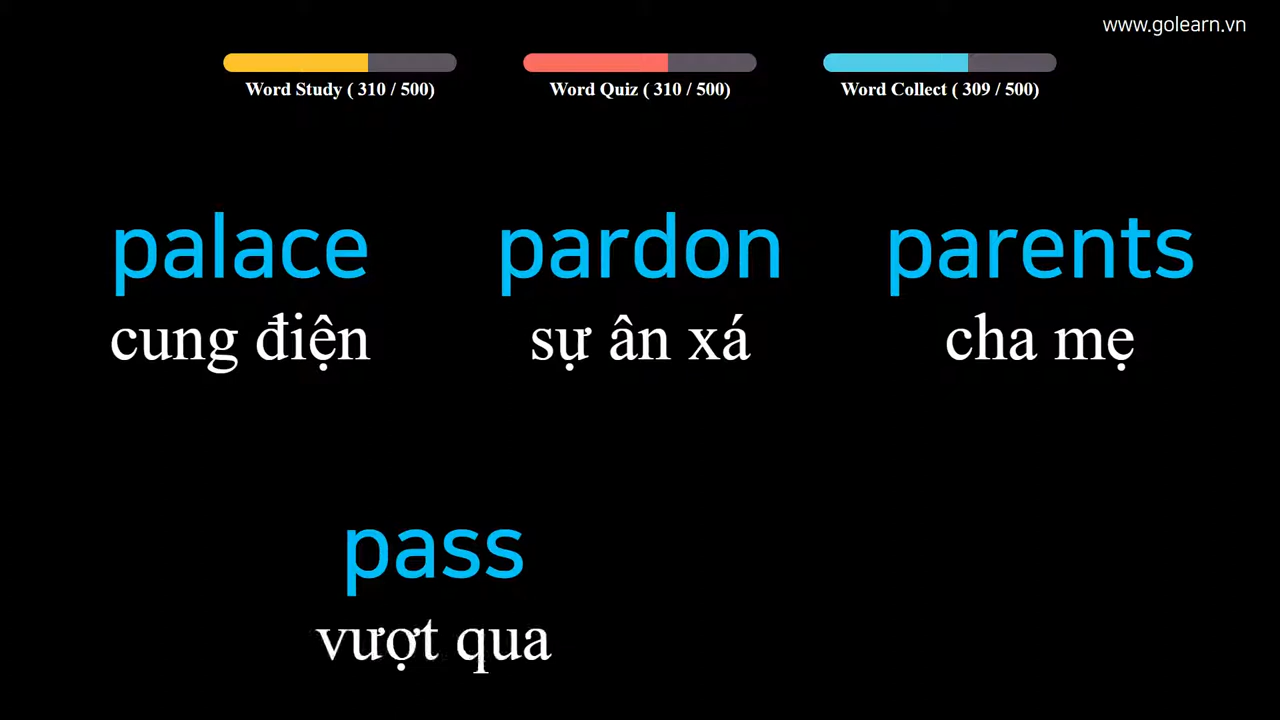 www.golearn.vn
Word Study ( 310 / 500)
Word Quiz ( 310 / 500)
Word Collect ( 309 / 500)
palace
cung điện
pardon
sự ân xá
parents
cha mẹ
pass
vượt qua